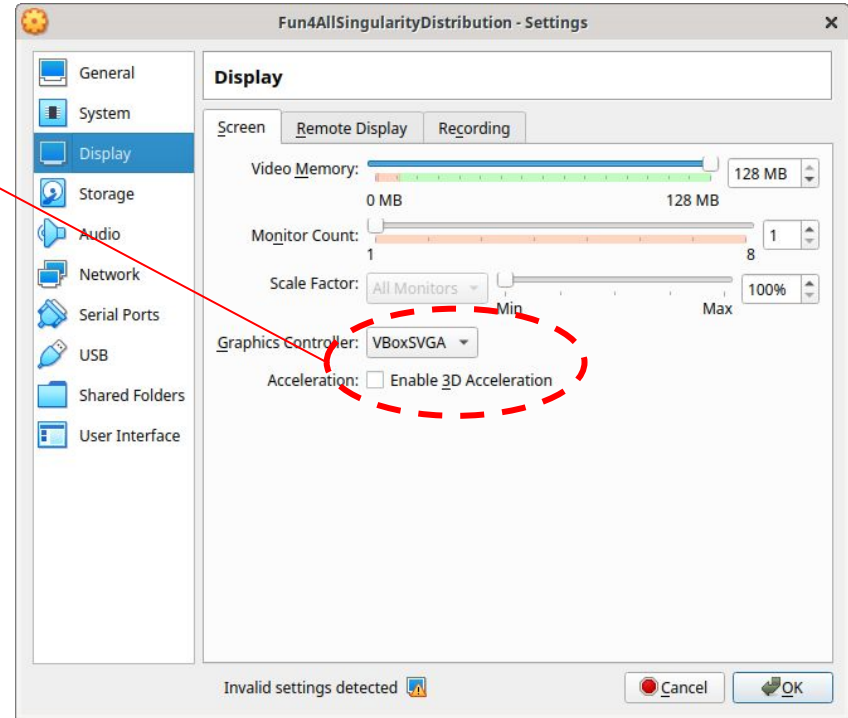 Fun4AllSingularityDistribution - Settings
General
System
Display
Storage
Audio
Network
Serial Ports
USB
Shared Folders
User Interface
Display
Screen Remote Display Recording
Video Memory: 128 MB
0 MB 128 MB
Monitor Count: 1
1 8
Scale Factor: All Monitors 100%
Min Max
Graphics Controller: VBoxSVGA
Acceleration: Enable 3D Acceleration
Invalid settings detected Cancel OK